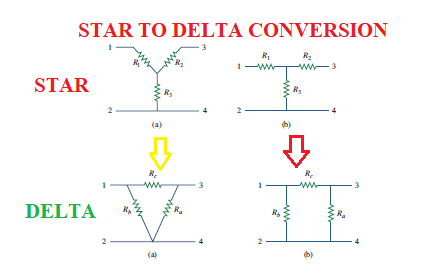 STAR TO DELTA CONVERSION
1 3 R1 R2
1 R1 R2 3
STAR
R3 R3
2 4 2 4
(a) (b)
Rc Rc
1 3 1 3
DELTA
Rb Ra Rb Ra
2 4 2 4
(a) (b)